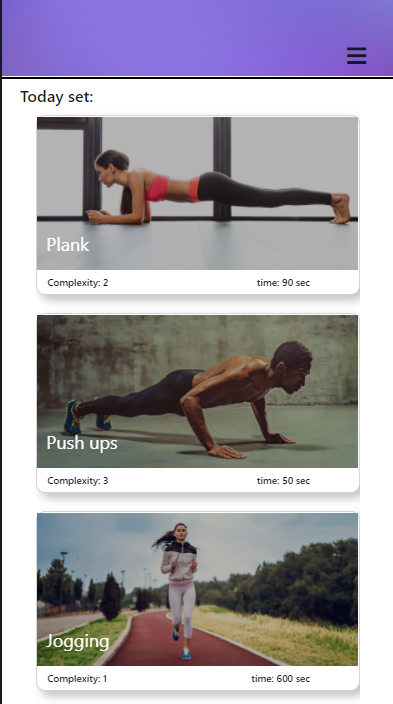 Today set:
Plank
Complexity: 2 time: 90 sec
Push ups
Complexity: 3 time: 50 sec
Jogging
Complexity: 1 time: 600 sec